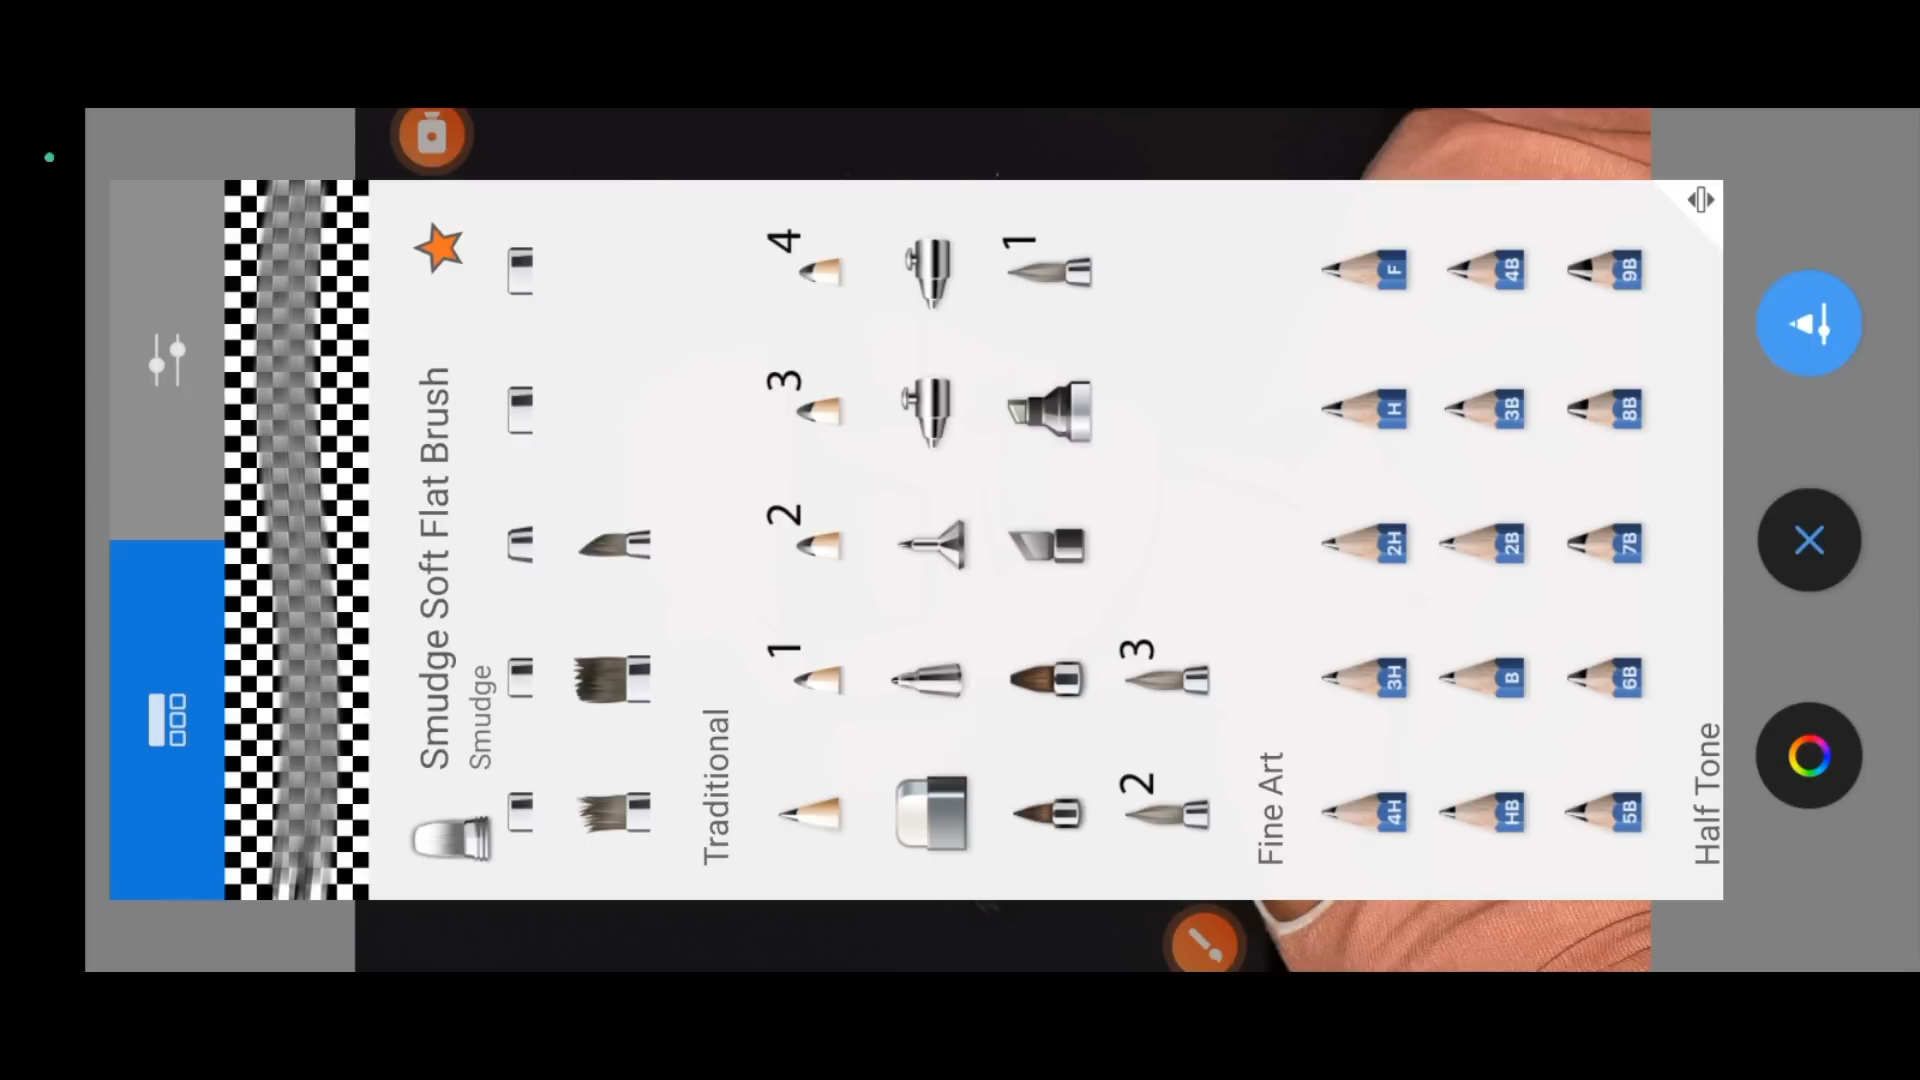 Smudge Soft Flat Brush
Smudge
Traditional
1 2 3 4
1
2 3
Fine Art
4H 3H 2H H F
HB B 2B 3B 4B
5B 6B 7B 8B 9B
Half Tone